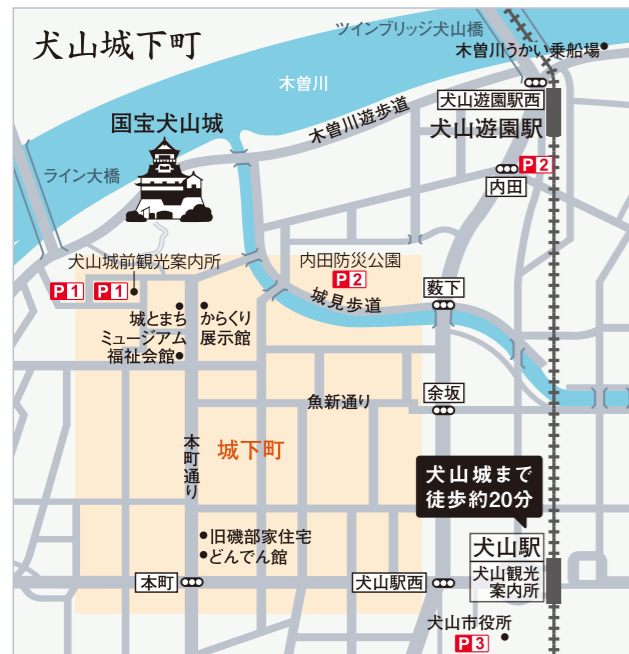 犬山城下町
ツインブリッジ犬山橋
木曽川うかい乗船場
木曽川
犬山遊園駅西
犬山遊園駅
国宝犬山城
木曽川遊歩道
ライン大橋
P2
内田
犬山城前観光案内所
P1
P1
内田防災公園
P2
城見歩道
薮下
城とまち
ミュージアム
福祉会館
からくり
展示館
余坂
魚新通り
本町通り
城下町
犬山城まで
徒歩約20分
旧磯部家住宅
どんでん館
犬山駅
犬山観光
案内所
本町
犬山駅西
犬山市役所
P3